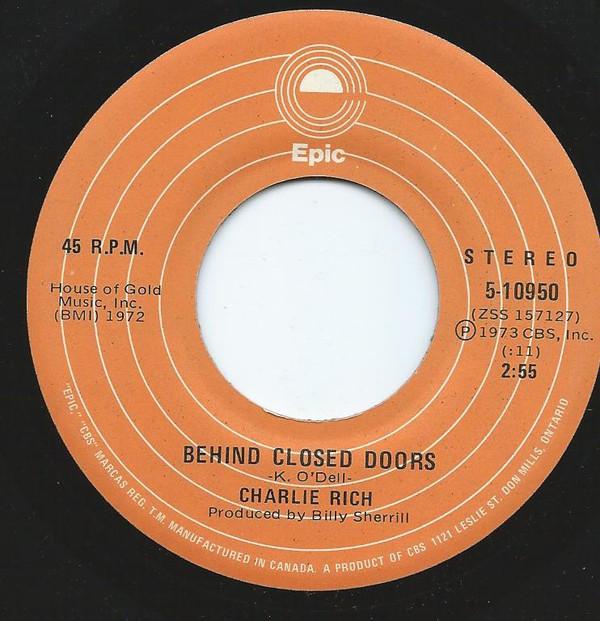 Epic
45 R.P.M.
House of Gold
Music, Inc.
(BMI) 1972
STEREO
5-10950
(ZSS 157127)
Ⓟ 1973 CBS, Inc.
(:11)
2:55
BEHIND CLOSED DOORS
-K. O'Dell-
CHARLIE RICH
Produced by Billy Sherrill
"EPIC," "CBS" MARCAS REG. T.M. MANUFACTURED IN CANADA. A PRODUCT OF CBS 1121 LESLIE ST. DON MILLS, ONTARIO